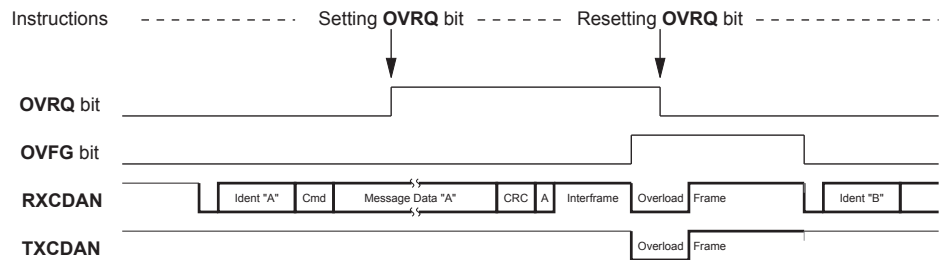 Instructions Setting OVRQ bit Resetting OVRQ bit
OVRQ bit
OVFG bit
RXCDAN Ident "A" Cmd Message Data "A" CRC A Interframe Overload Frame Ident "B"
TXCDAN Overload Frame